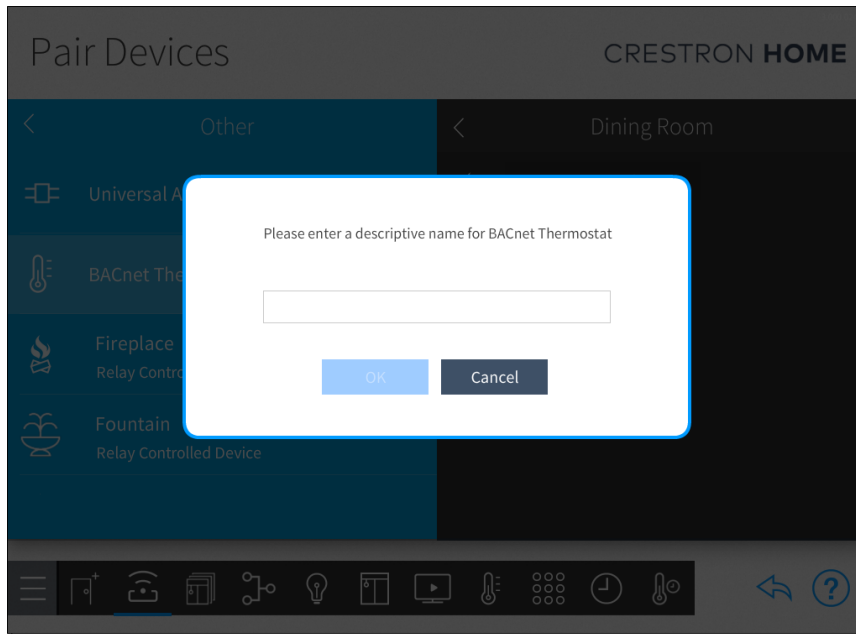 Pair Devices
CRESTRON HOME
Other
Dining Room
Universal A
Please enter a descriptive name for BACnet Thermostat
BACnet The
Fireplace
Relay Contro
OK
Cancel
Fountain
Relay Controlled Device
?